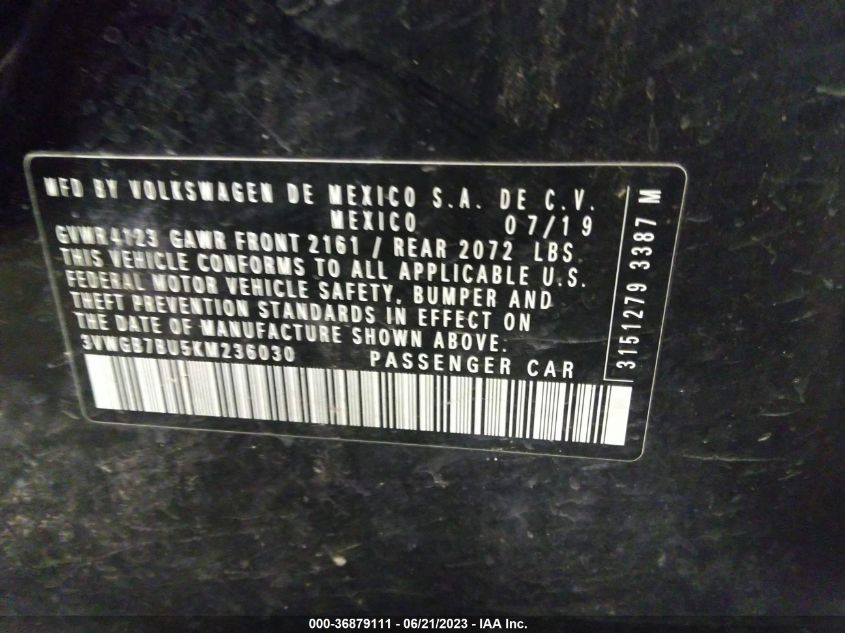 MFD BY VOLKSWAGEN DE MEXICO S.A. DE C.V.
MEXICO 07/19
GVWR 4123 GAWR FRONT 2161 / REAR 2072 LBS
THIS VEHICLE CONFORMS TO ALL APPLICABLE U.S.
FEDERAL MOTOR VEHICLE SAFETY, BUMPER AND
THEFT PREVENTION STANDARDS IN EFFECT ON
THE DATE OF MANUFACTURE SHOWN ABOVE.
3VWGB7BU5KM236030 PASSENGER CAR
3151279 3387 M
000-36879111 - 06/21/2023 - IAA Inc.